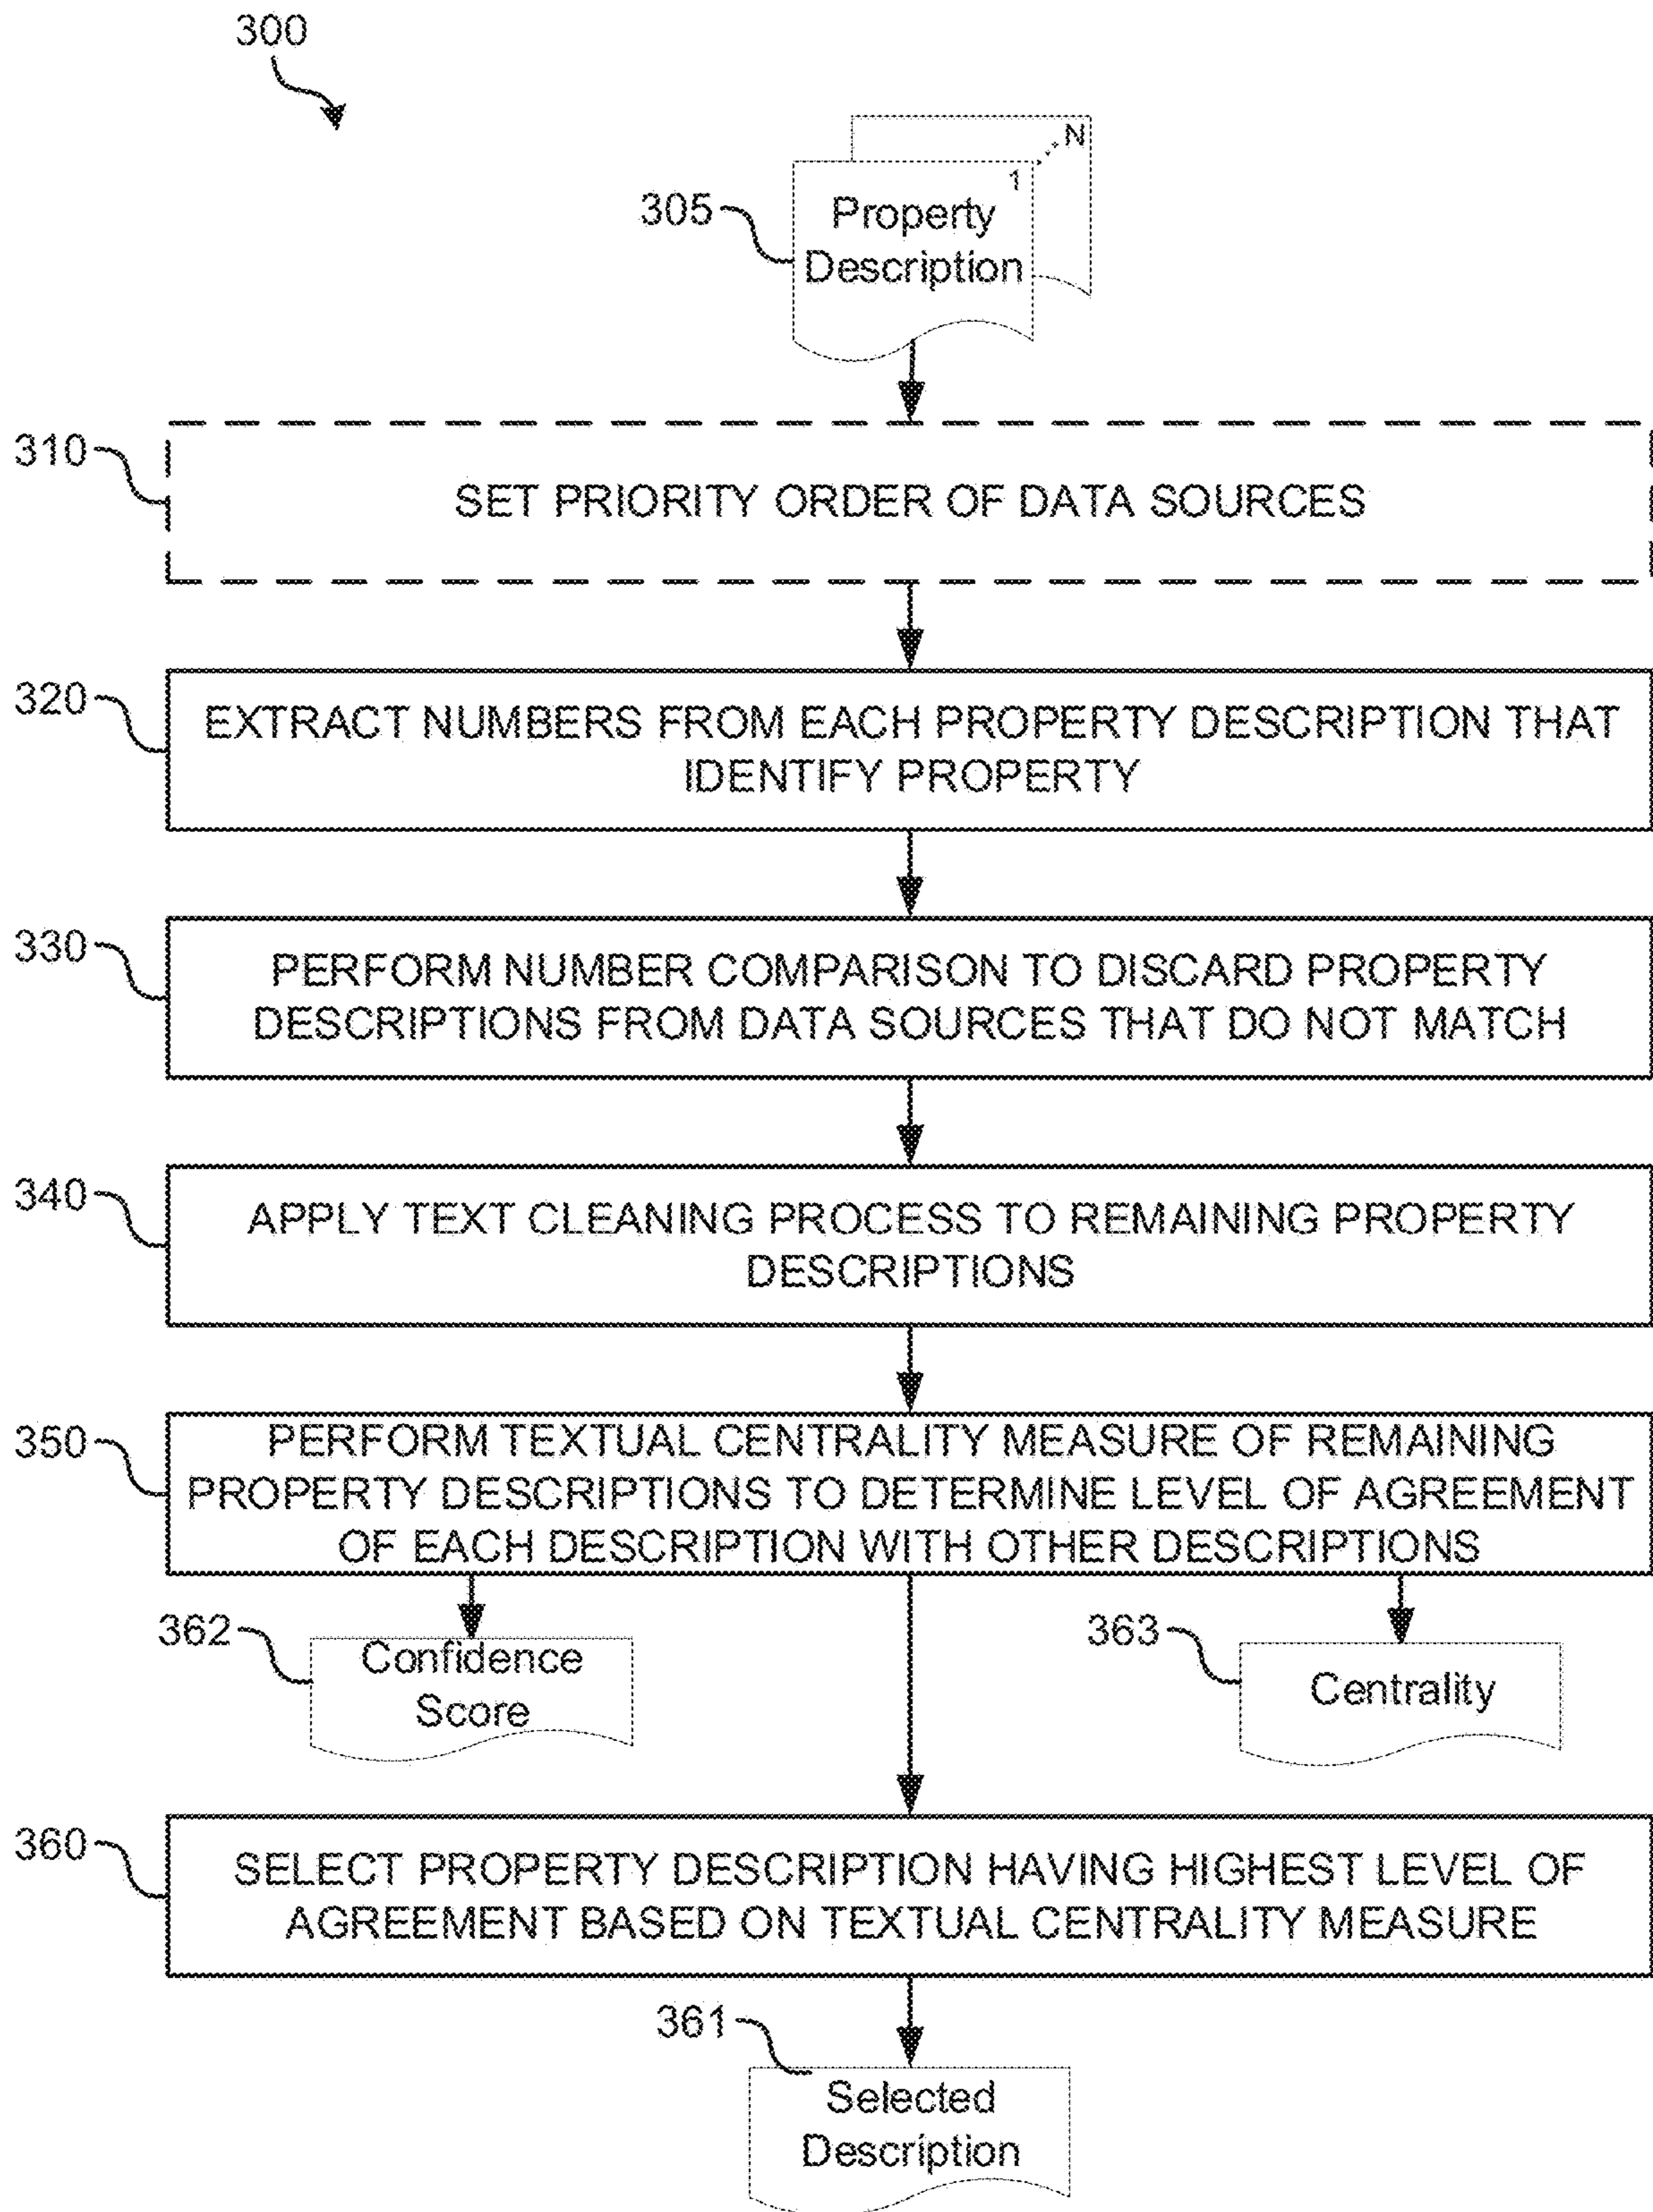 300
N
1
305
Property
Description
310
SET PRIORITY ORDER OF DATA SOURCES
320
EXTRACT NUMBERS FROM EACH PROPERTY DESCRIPTION THAT
IDENTIFY PROPERTY
330
PERFORM NUMBER COMPARISON TO DISCARD PROPERTY
DESCRIPTIONS FROM DATA SOURCES THAT DO NOT MATCH
340
APPLY TEXT CLEANING PROCESS TO REMAINING PROPERTY
DESCRIPTIONS
350
PERFORM TEXTUAL CENTRALITY MEASURE OF REMAINING
PROPERTY DESCRIPTIONS TO DETERMINE LEVEL OF AGREEMENT
OF EACH DESCRIPTION WITH OTHER DESCRIPTIONS
362
Confidence
Score
363
Centrality
360
SELECT PROPERTY DESCRIPTION HAVING HIGHEST LEVEL OF
AGREEMENT BASED ON TEXTUAL CENTRALITY MEASURE
361
Selected
Description